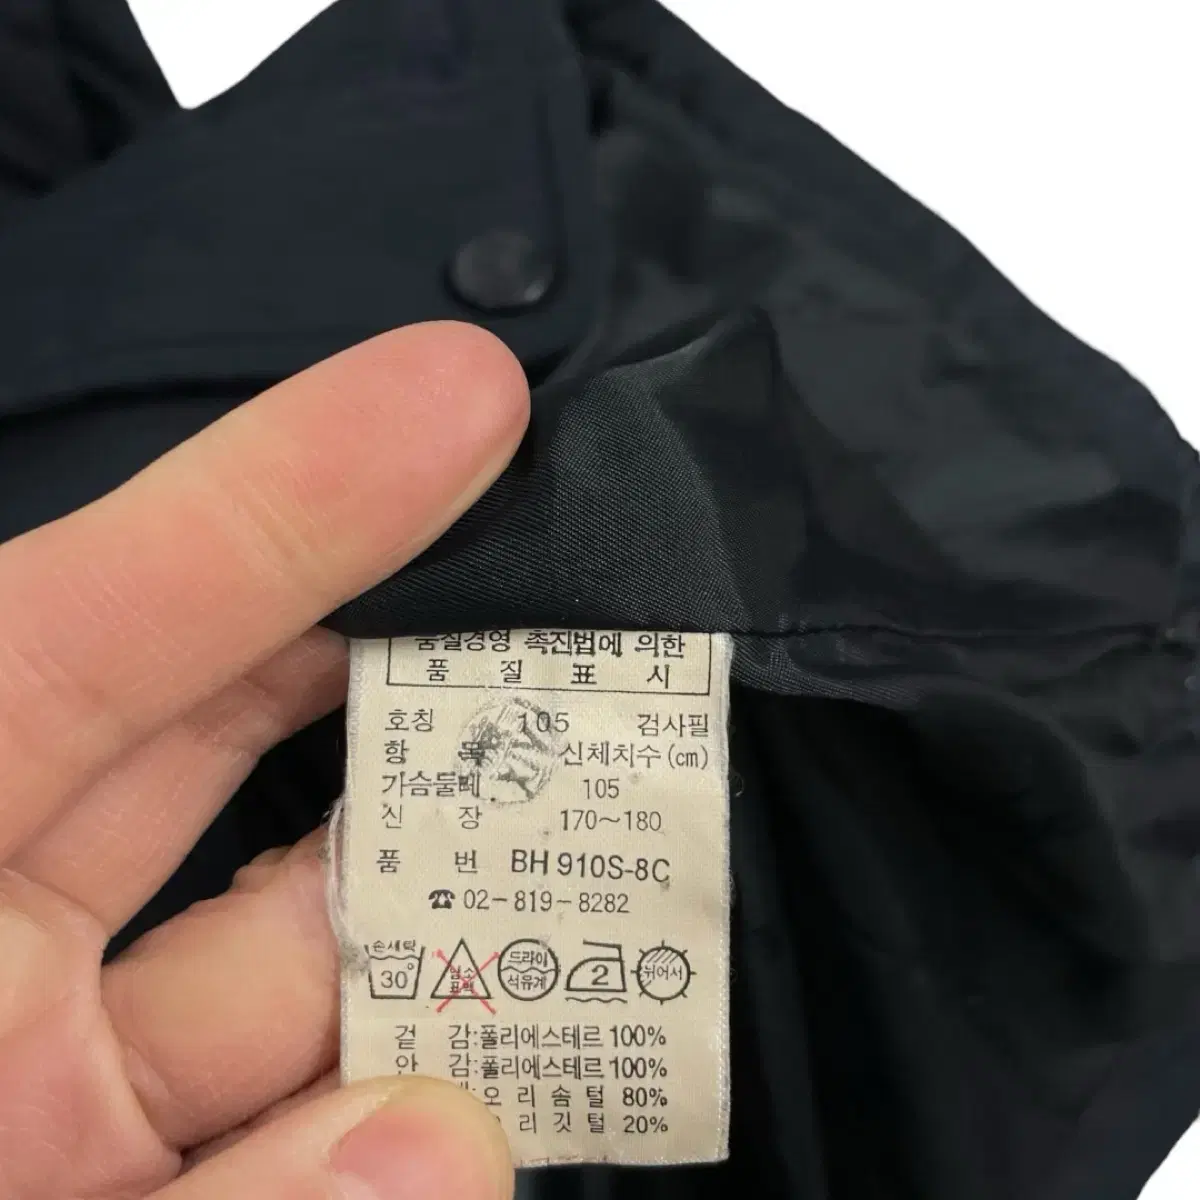 품질경영 촉진법에 의한
품 질 표 시
호칭 105 검사필
항 목 신체치수(cm)
가슴둘레 105
신 장 170~180
품 번 BH 910S-8C
☎ 02-819-8282
손세탁 30° 염소 표백 드라이 석유계 2 뉘어서
겉 감:폴리에스테르 100%
안 감:폴리에스테르 100%
오 리 솜 털 80%
리 깃 털 20%